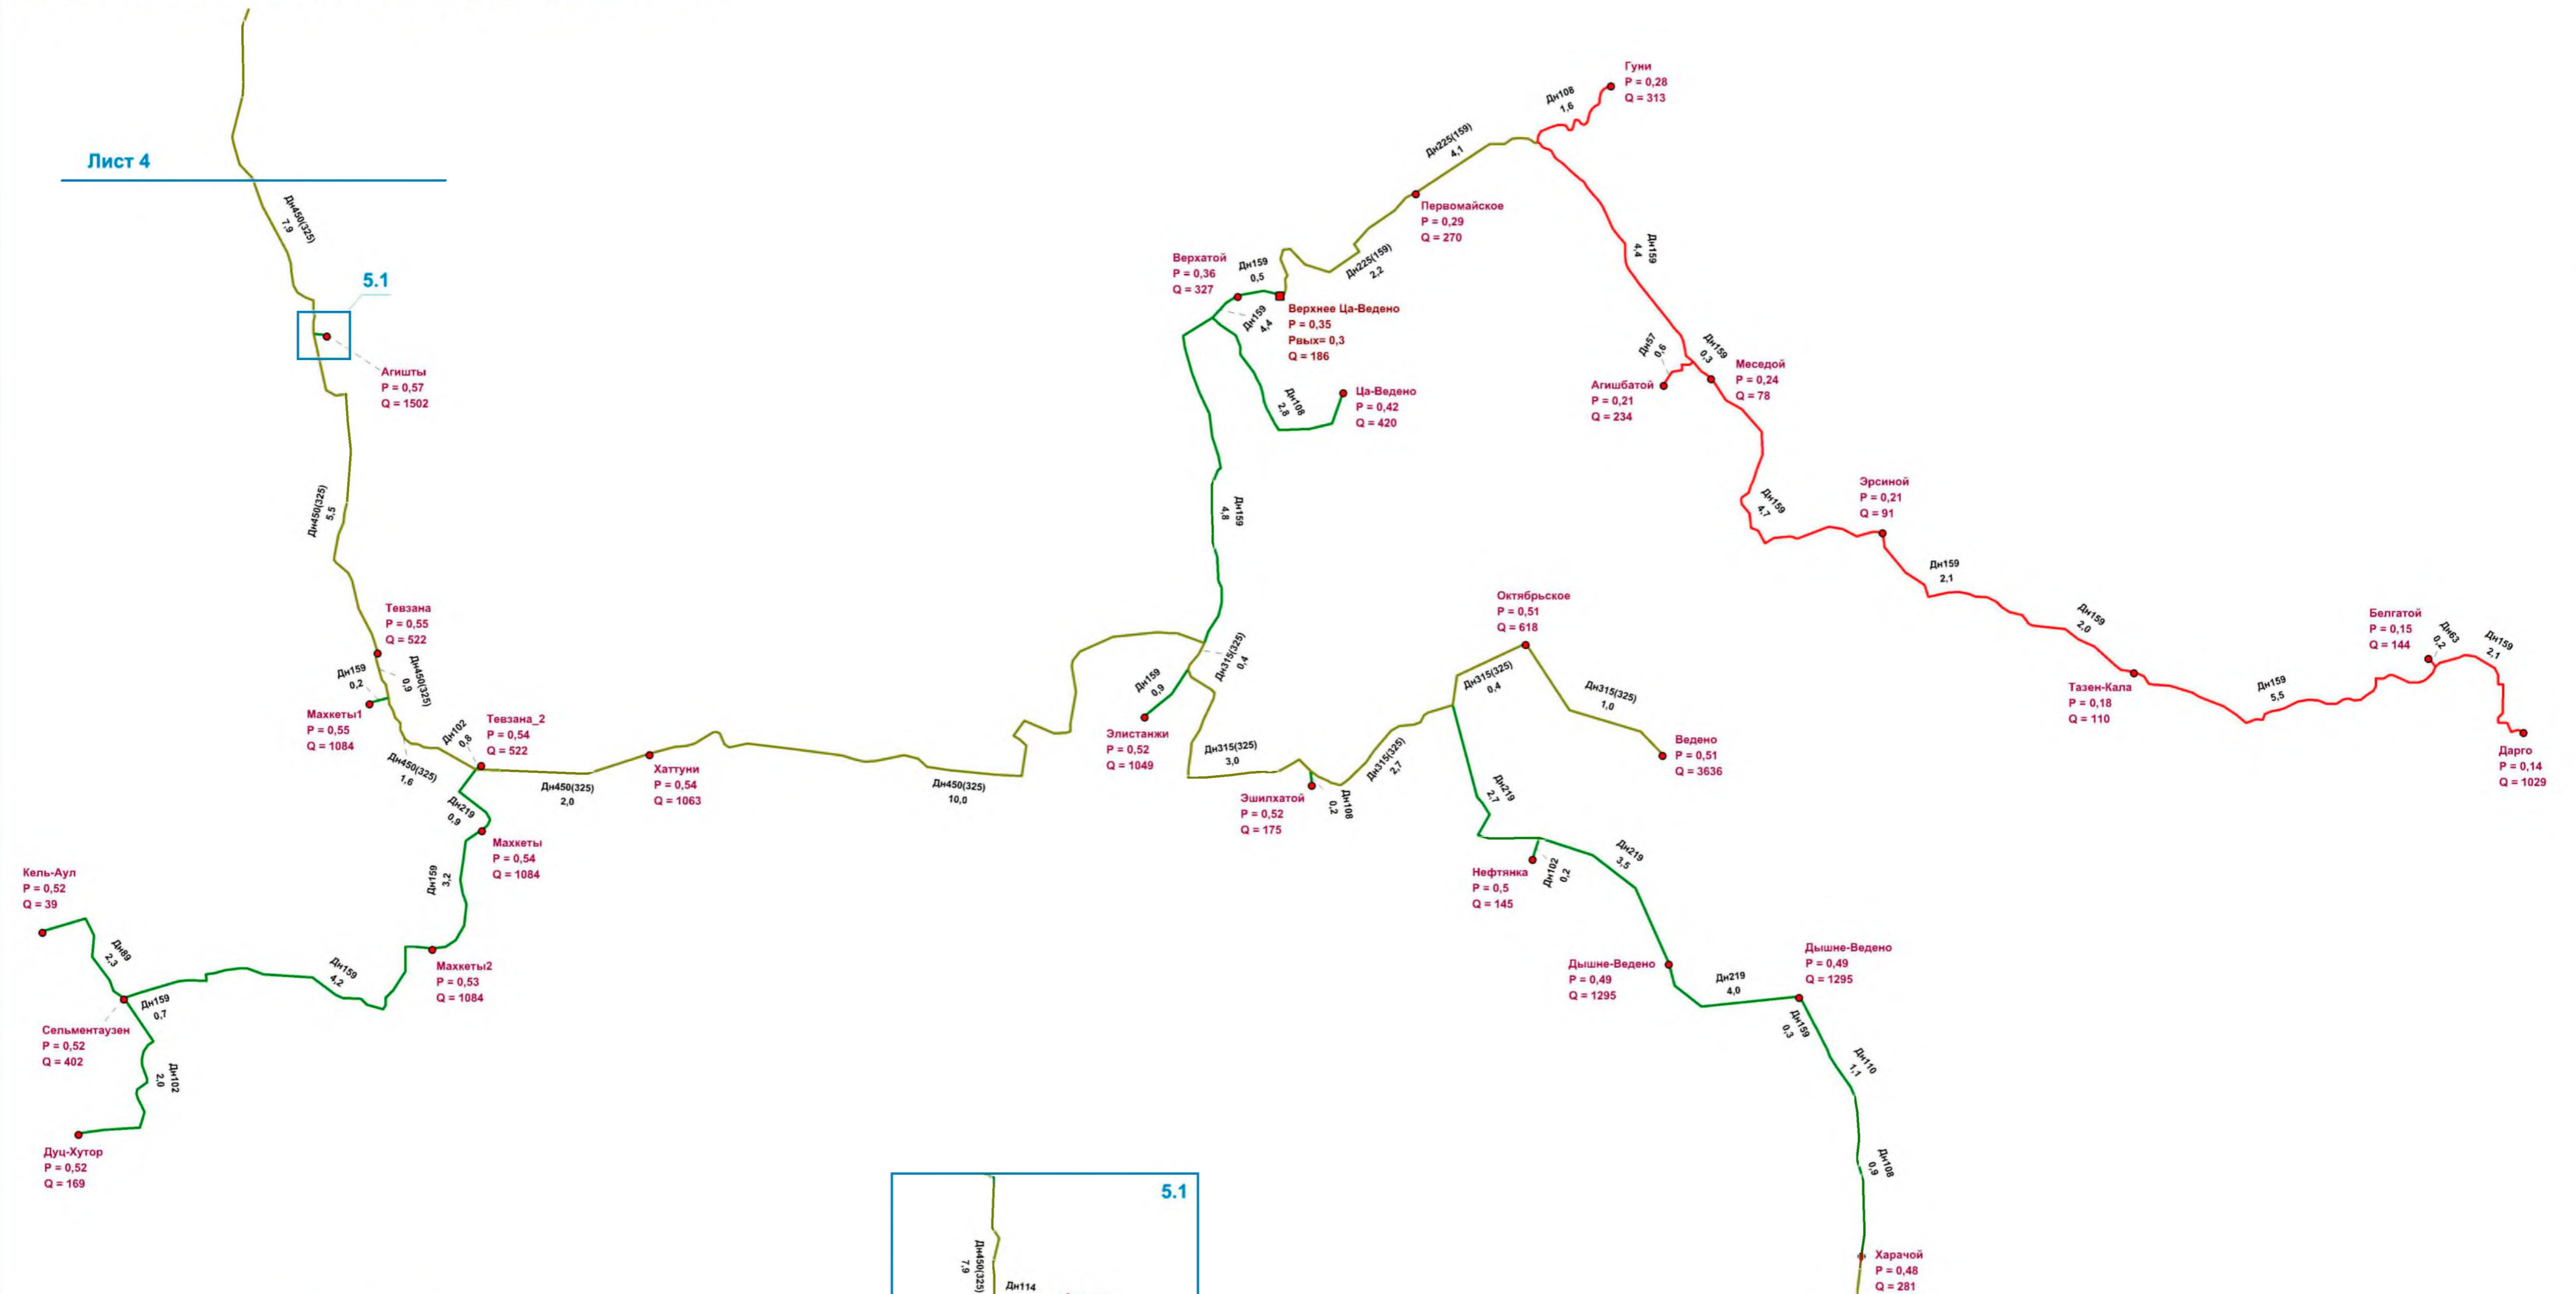 Лист 4
Дн450(325)
7,9
5.1
Агишты
P = 0,57
Q = 1502
Дн450(325)
5,5
Тевзана
P = 0,55
Q = 522
Дн450(325)
0,9
Дн159
0,2
Махкеты1
P = 0,55
Q = 1084
Дн450(325)
1,6
Дн102
0,8
Тевзана_2
P = 0,54
Q = 522
Дн219
0,9
Махкеты
P = 0,54
Q = 1084
Дн159
3,2
Махкеты2
P = 0,53
Q = 1084
Дн159
4,2
Кель-Аул
P = 0,52
Q = 39
Дн89
2,3
Дн159
0,7
Сельментаузен
P = 0,52
Q = 402
Дн102
2,0
Дуц-Хутор
P = 0,52
Q = 169
Дн450(325)
2,0
Хаттуни
P = 0,54
Q = 1063
Дн450(325)
10,0
Дн315(325)
0,4
Дн159
0,9
Элистанжи
P = 0,52
Q = 1049
Дн159
4,8
Верхатой
P = 0,36
Q = 327
Дн159
0,5
Дн159
4,4
Верхнее Ца-Ведено
P = 0,35
Pвых= 0,3
Q = 186
Дн108
2,8
Ца-Ведено
P = 0,42
Q = 420
Дн225(159)
2,2
Первомайское
P = 0,29
Q = 270
Дн225(159)
4,1
Дн108
1,6
Гуни
P = 0,28
Q = 313
Дн159
4,4
Дн57
0,6
Агишбатой
P = 0,21
Q = 234
Дн159
0,3
Меседой
P = 0,24
Q = 78
Дн159
4,7
Эрсиной
P = 0,21
Q = 91
Дн159
2,1
Дн159
2,0
Тазен-Кала
P = 0,18
Q = 110
Дн159
5,5
Белгатой
P = 0,15
Q = 144
Дн63
0,2
Дн159
2,1
Дарго
P = 0,14
Q = 1029
Дн315(325)
3,0
Эшилхатой
P = 0,52
Q = 175
Дн108
0,2
Дн315(325)
2,7
Октябрьское
P = 0,51
Q = 618
Дн315(325)
0,4
Дн315(325)
1,0
Ведено
P = 0,51
Q = 3636
Дн219
2,7
Нефтянка
P = 0,5
Q = 145
Дн102
0,2
Дн219
3,5
Дышне-Ведено
P = 0,49
Q = 1295
Дн219
4,0
Дышне-Ведено
P = 0,49
Q = 1295
Дн159
0,3
Дн110
1,1
Дн108
0,9
Харачой
P = 0,48
Q = 281
5.1
Дн450(325)
7,9
Дн114